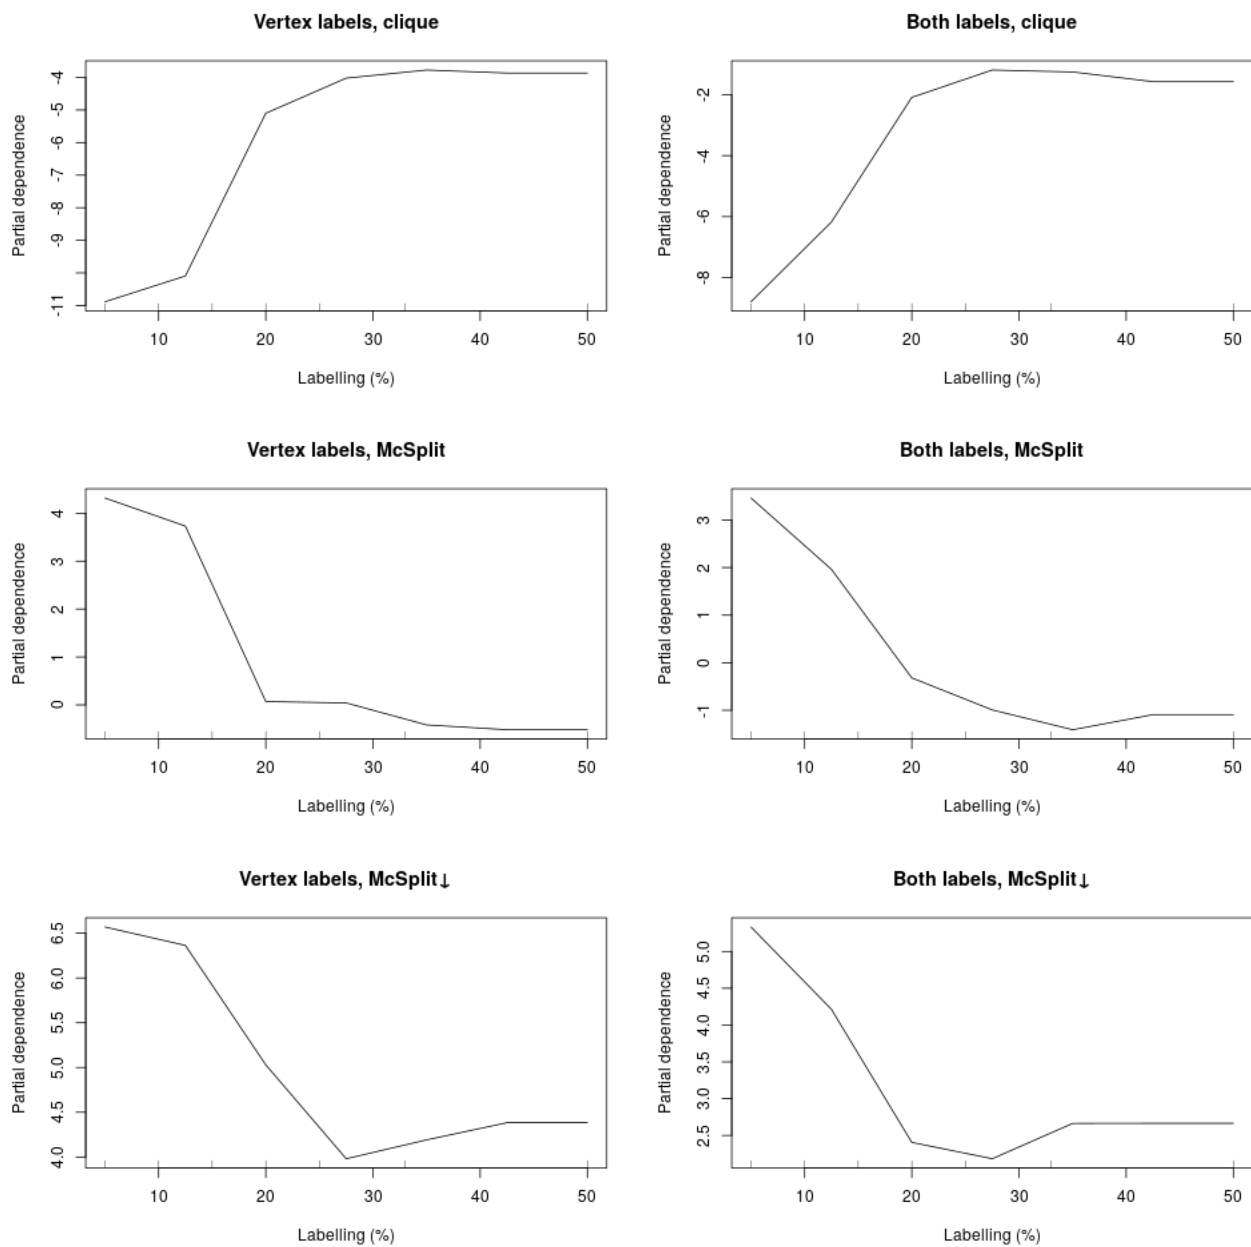 Vertex labels, clique
Partial dependence
-4
-5
-6
-7
-8
-9
-11
10 20 30 40 50
Labelling (%)
Both labels, clique
Partial dependence
-2
-4
-6
-8
10 20 30 40 50
Labelling (%)
Vertex labels, McSplit
Partial dependence
4
3
2
1
0
10 20 30 40 50
Labelling (%)
Both labels, McSplit
Partial dependence
3
2
1
0
-1
10 20 30 40 50
Labelling (%)
Vertex labels, McSplit↓
Partial dependence
6.5
6.0
5.5
5.0
4.5
4.0
10 20 30 40 50
Labelling (%)
Both labels, McSplit↓
Partial dependence
5.0
4.5
4.0
3.5
3.0
2.5
10 20 30 40 50
Labelling (%)